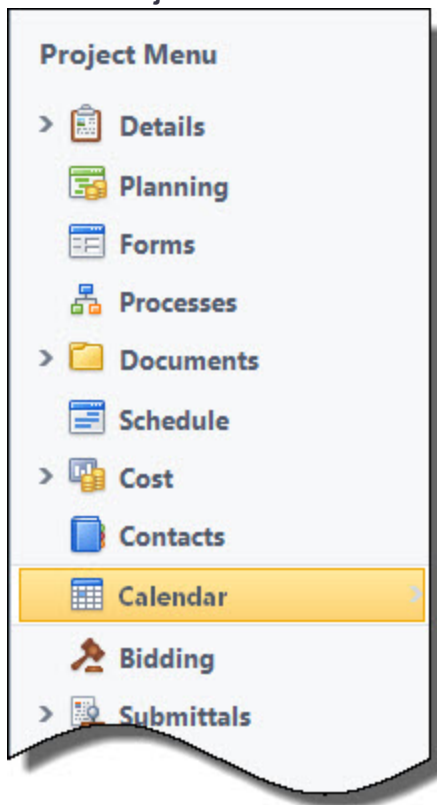 Project Menu
Details
Planning
Forms
Processes
Documents
Schedule
Cost
Contacts
Calendar
Bidding
Submittals